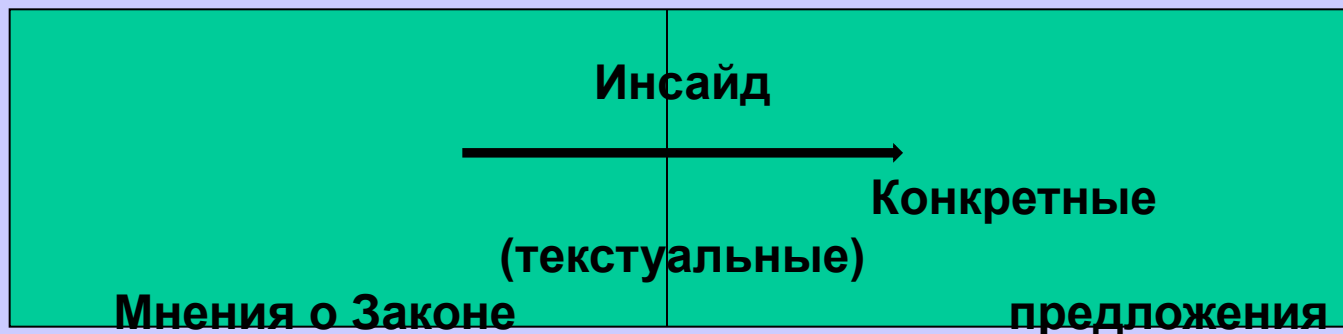 Инсайд
Конкретные
(текстуальные)
Мнения о Законе предложения